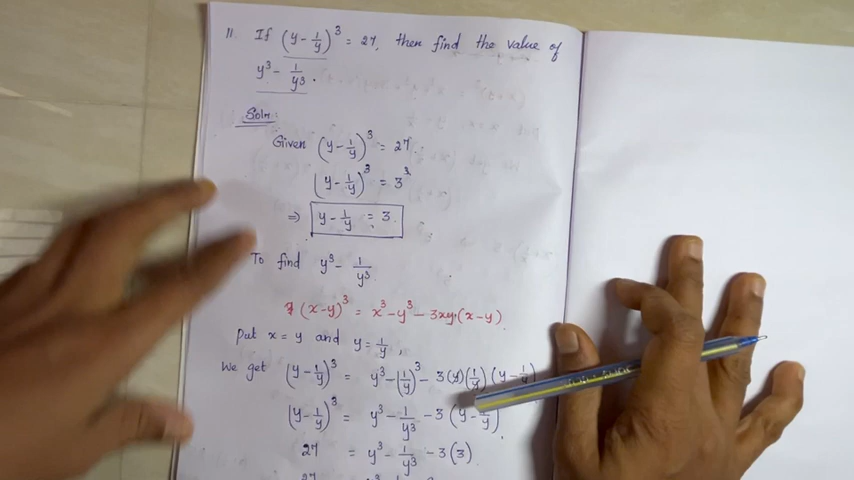 11. If (y - 1/y)³ = 27, then find the value of
y³ - 1/y³.
Soln:
Given (y - 1/y)³ = 27.
(y - 1/y)³ = 3³
⇒ y - 1/y = 3.
To find y³ - 1/y³
(x-y)³ = x³ - y³ - 3xy(x-y)
Put x = y and y = 1/y,
We get (y - 1/y)³ = y³ - (1/y)³ - 3(y)(1/y)(y - 1/y)
(y - 1/y)³ = y³ - 1/y³ - 3(y - 1/y)
27 = y³ - 1/y³ - 3(3)
27